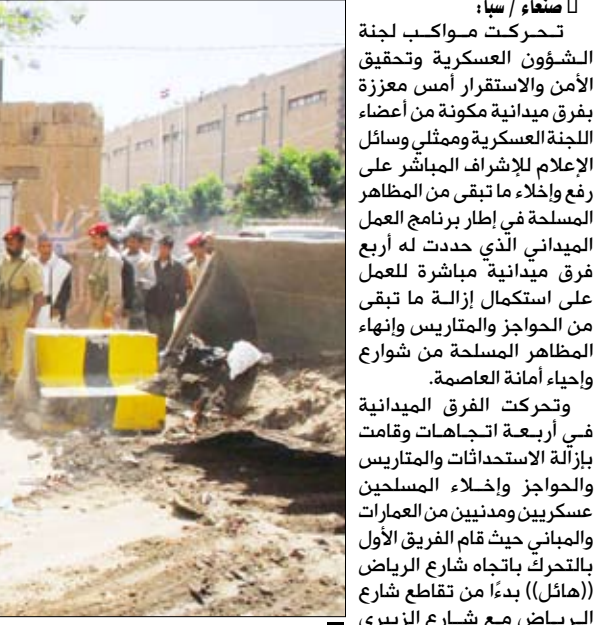 صنعاء / سبأ:
تحركت مواكب لجنة
الشؤون العسكرية وتحقيق
الأمن والاستقرار أمس معززة
بفرق ميدانية مكونة من أعضاء
اللجنة العسكرية وممثلي وسائل
الإعلام للإشراف المباشر على
رفع وإخلاء ما تبقى من المظاهر
المسلحة في إطار برنامج العمل
الميداني الذي حددت له أربع
فرق ميدانية مباشرة للعمل
على استكمال إزالة ما تبقى
من الحواجز والمتاريس وإنهاء
المظاهر المسلحة من شوارع
وإحياء أمانة العاصمة.
وتحركت الفرق الميدانية
في أربعة اتجاهات وقامت
بإزالة الاستحداثات والمتاريس
والحواجز وإخلاء المسلحين
عسكريين ومدنيين من العمارات
والمباني حيث قام الفريق الأول
بالتحرك باتجاه شارع الرياض
((هائل)) بدءًا من تقاطع شارع
الرياض مع شارع الزبيري